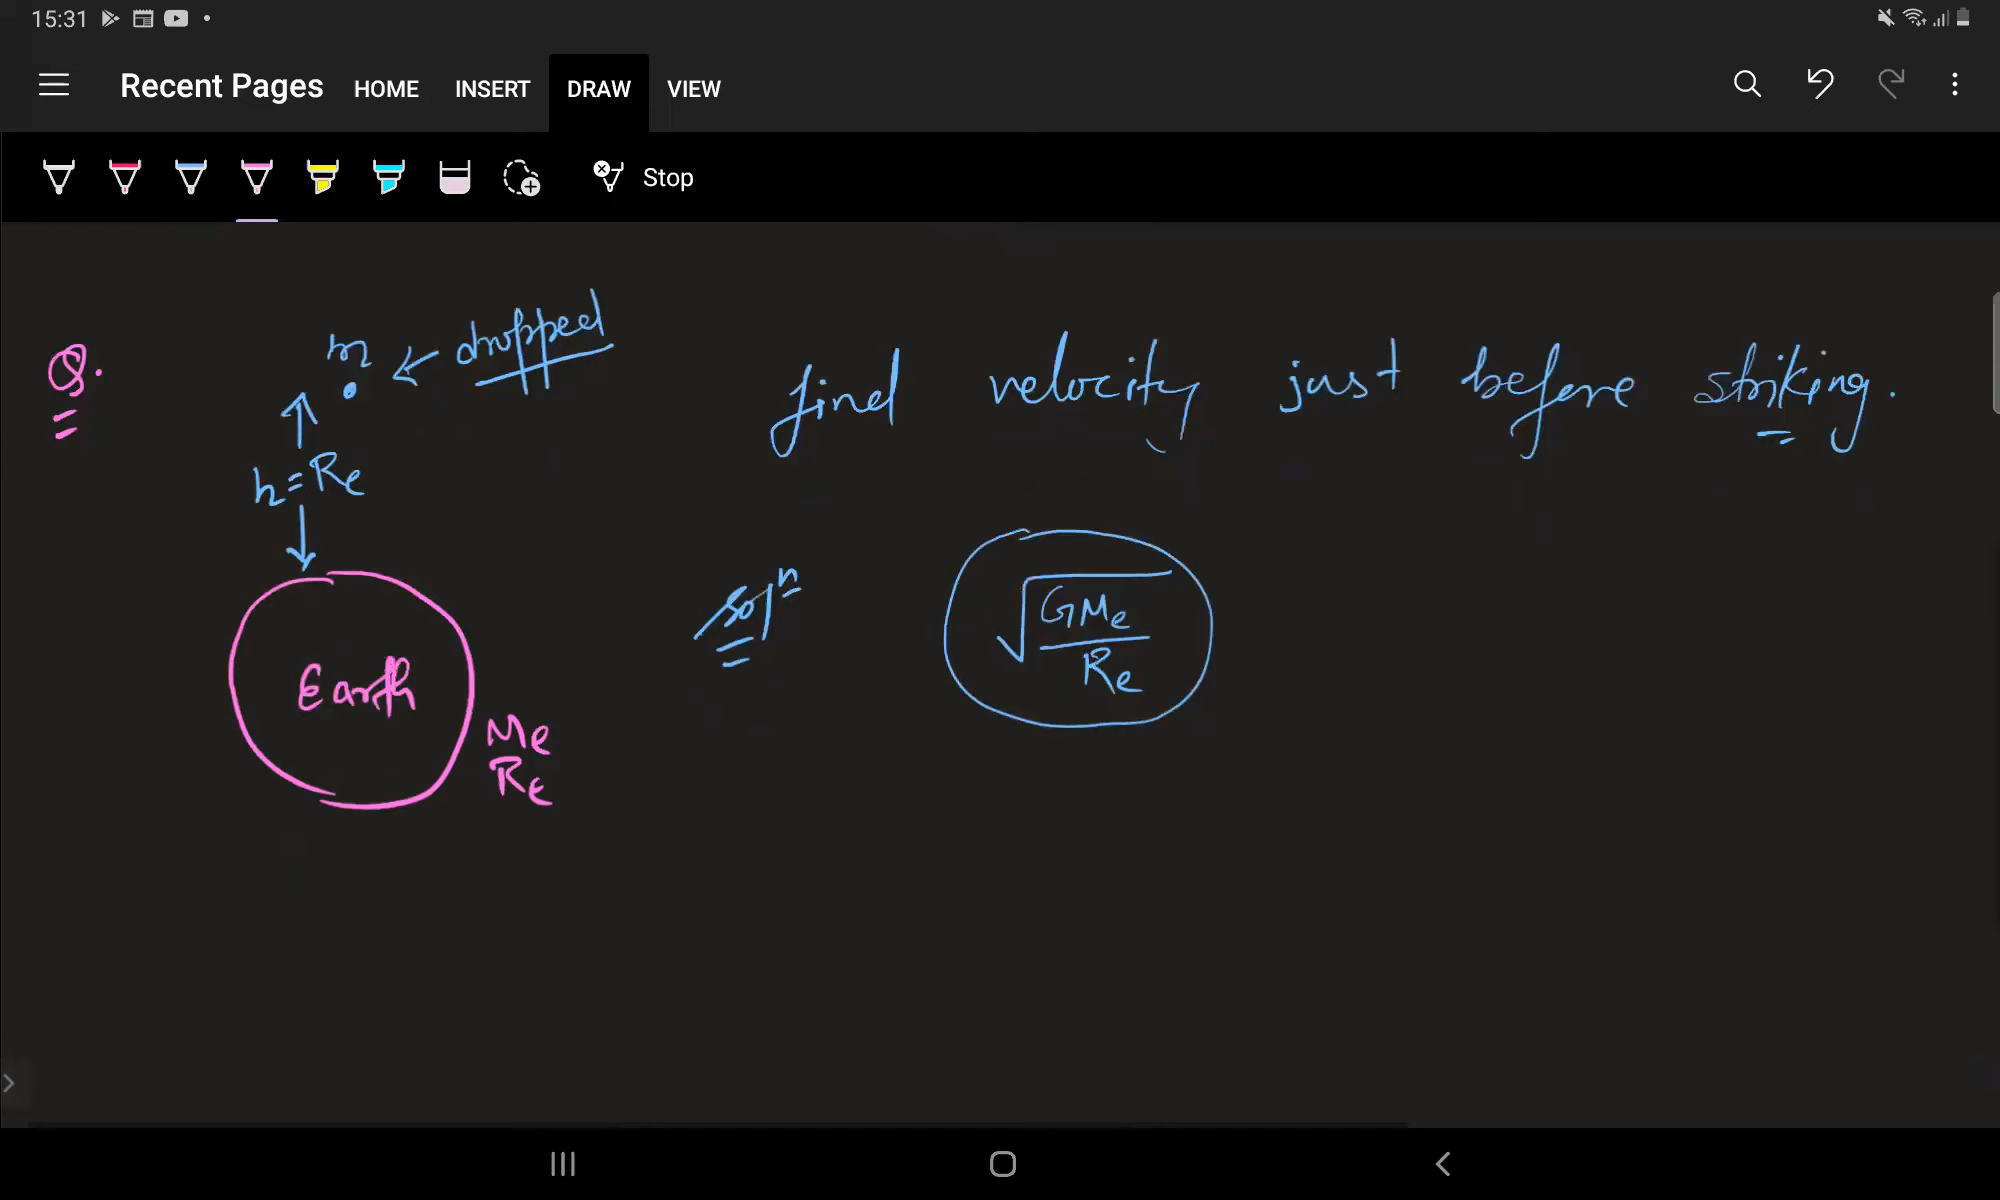 15:31
Recent Pages HOME INSERT DRAW VIEW
Stop
Q.
m ← dropped
find velocity just before striking.
h = Re
solⁿ
√(GMe/Re)
Earth
Me
Re